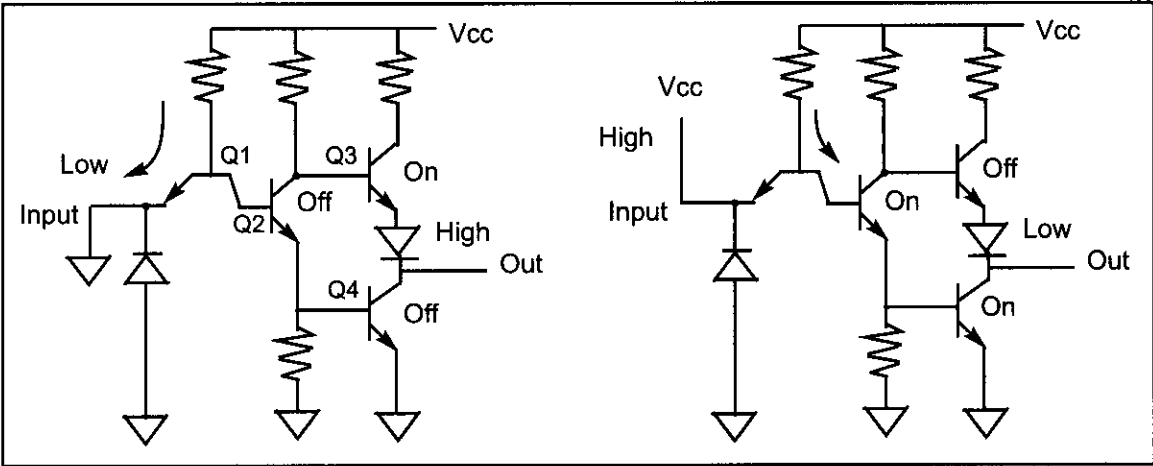 Vcc
Low
Q1
Q3
On
Input
Q2
Off
High
Out
Q4
Off
Vcc
Vcc
High
Off
Input
On
Low
Out
On